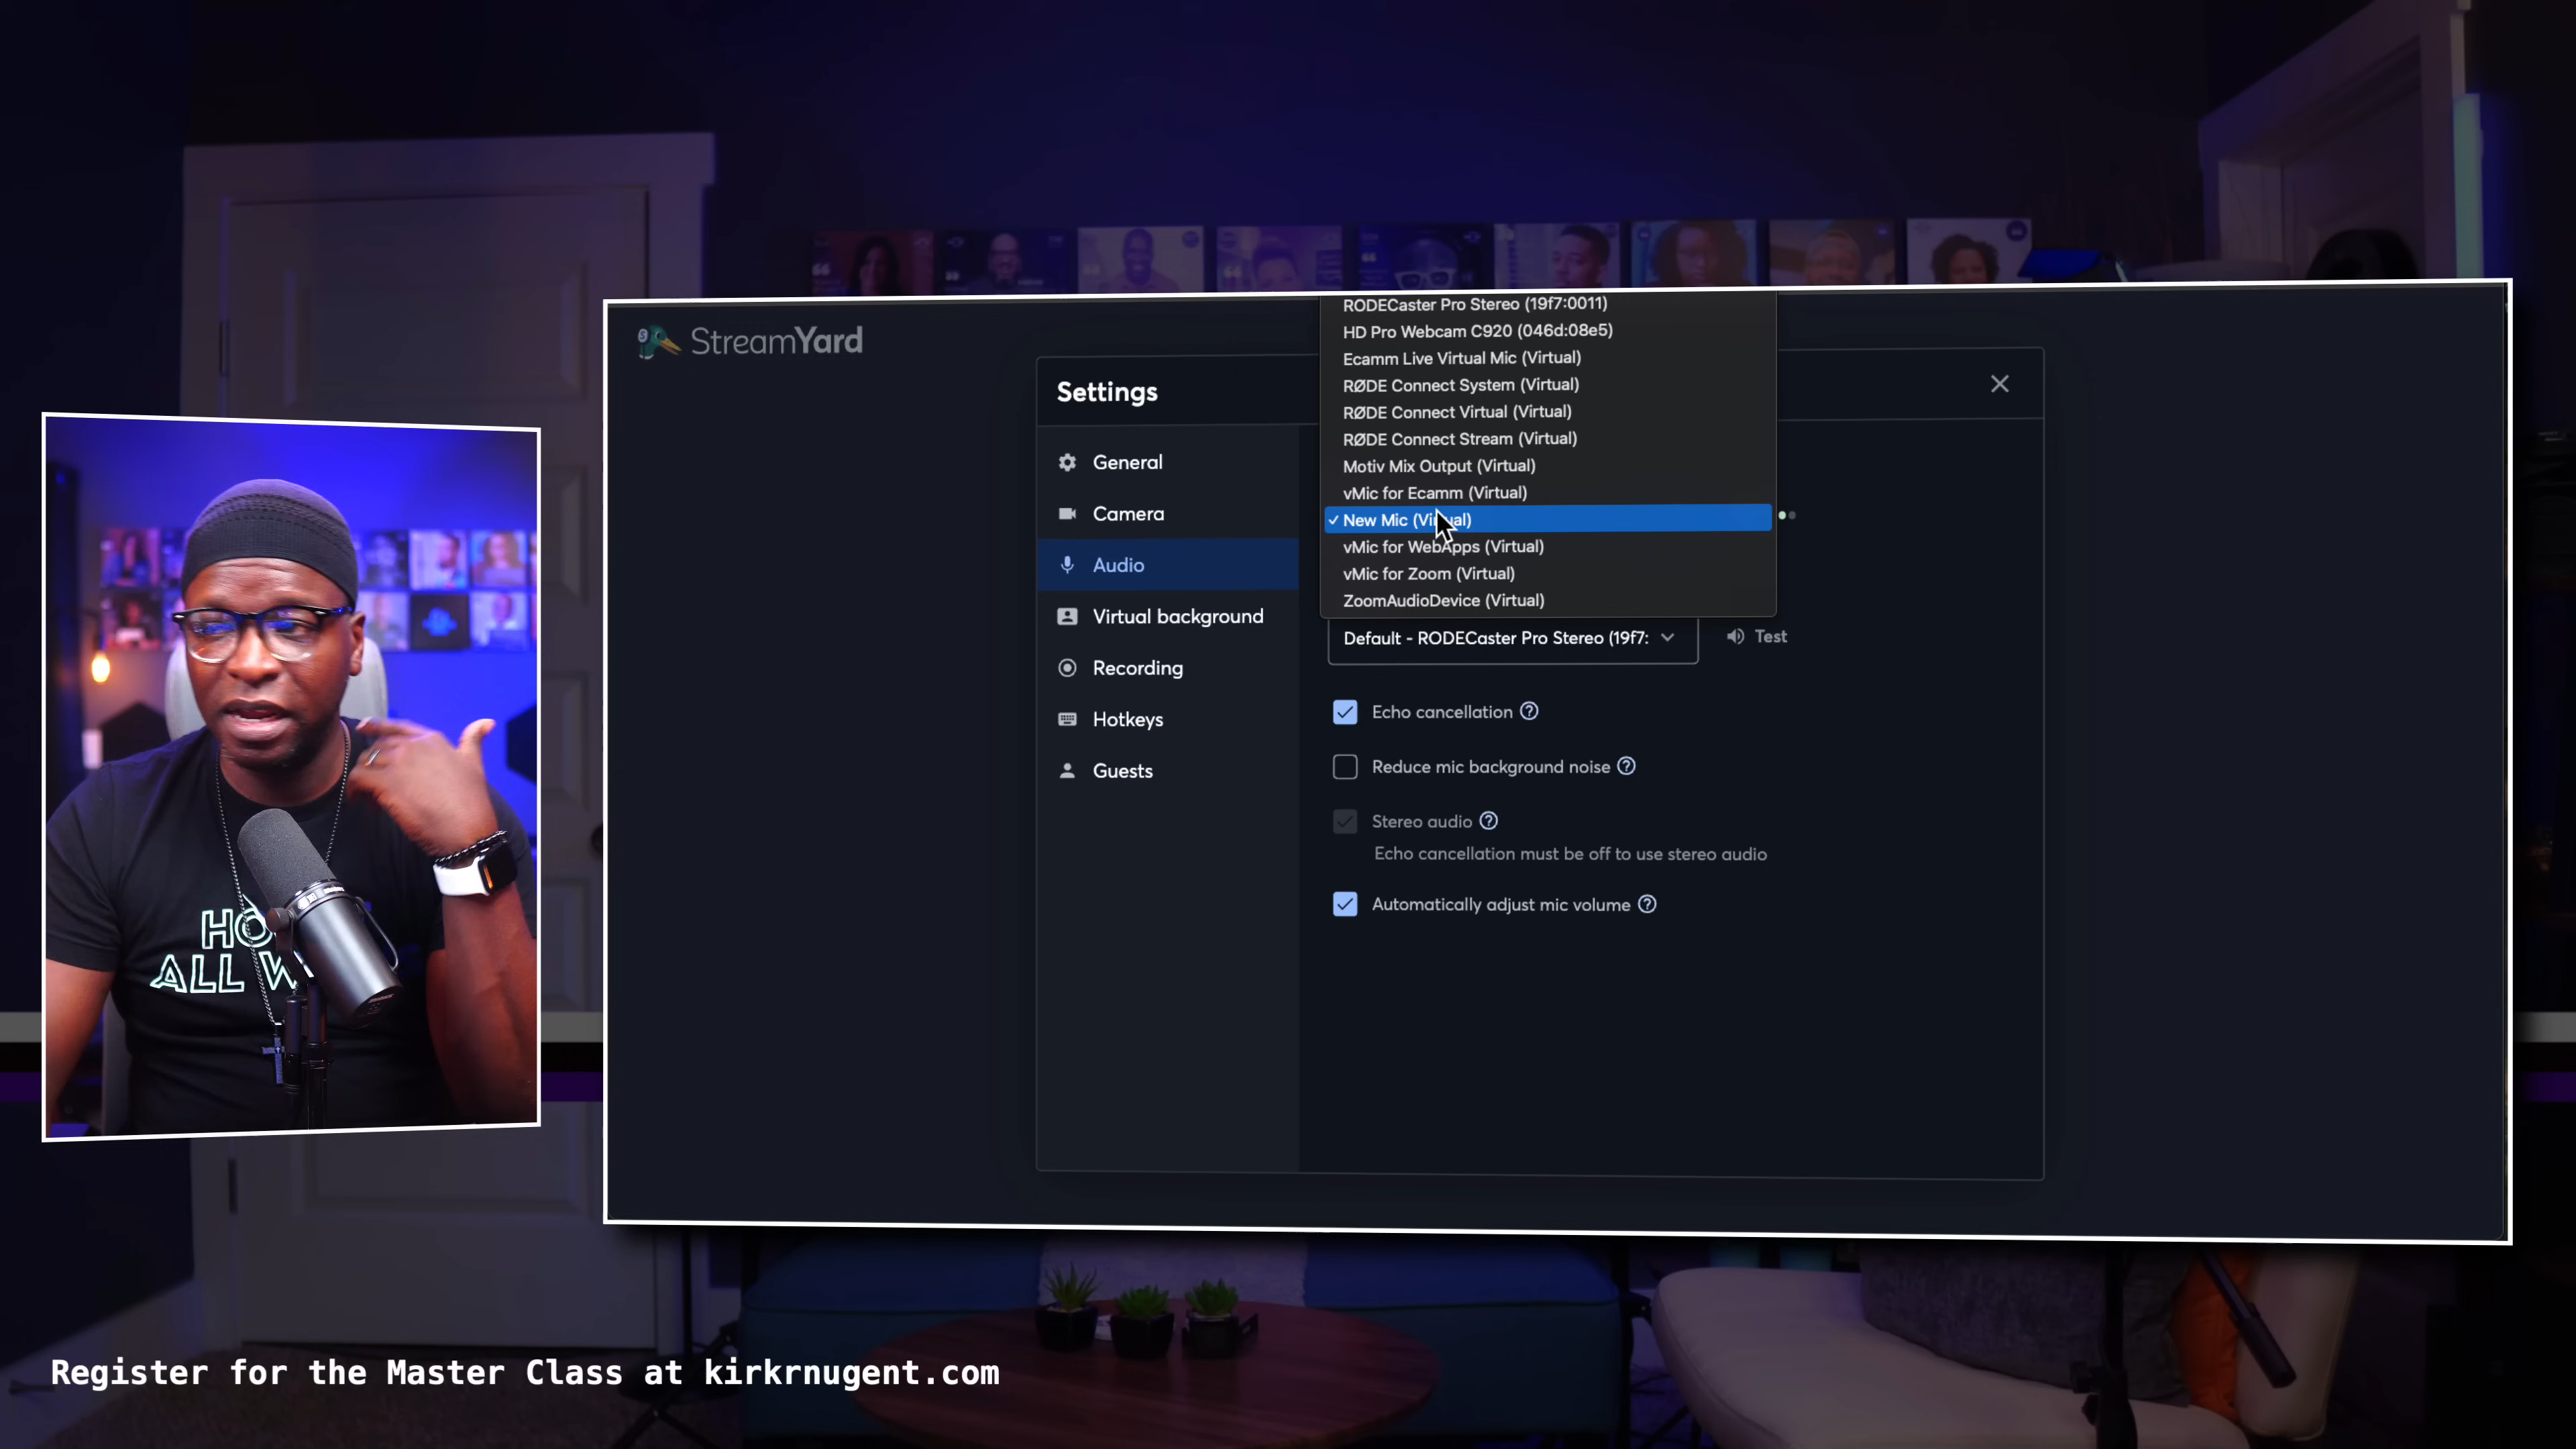 StreamYard
Settings
General
Camera
Audio
Virtual background
Recording
Hotkeys
Guests
RODECaster Pro Stereo (19f7:0011)
HD Pro Webcam C920 (046d:08e5)
Ecamm Live Virtual Mic (Virtual)
RØDE Connect System (Virtual)
RØDE Connect Virtual (Virtual)
RØDE Connect Stream (Virtual)
Motiv Mix Output (Virtual)
vMic for Ecamm (Virtual)
New Mic (Virtual)
vMic for WebApps (Virtual)
vMic for Zoom (Virtual)
ZoomAudioDevice (Virtual)
Default - RODECaster Pro Stereo (19f7:
Test
Echo cancellation
Reduce mic background noise
Stereo audio
Echo cancellation must be off to use stereo audio
Automatically adjust mic volume
ALL
Register for the Master Class at kirkrnugent.com